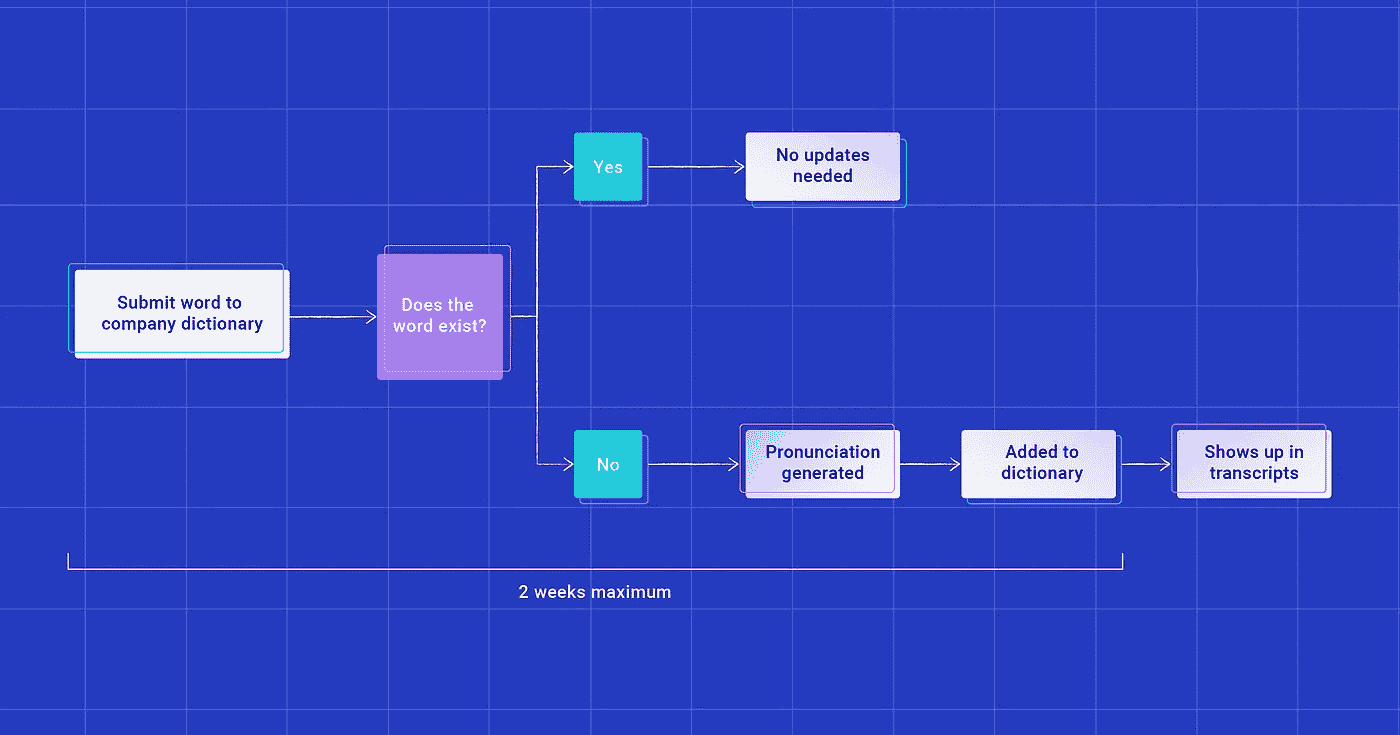 Submit word to
company dictionary
Does the
word exist?
Yes
No updates
needed
No
Pronunciation
generated
Added to
dictionary
Shows up in
transcripts
2 weeks maximum